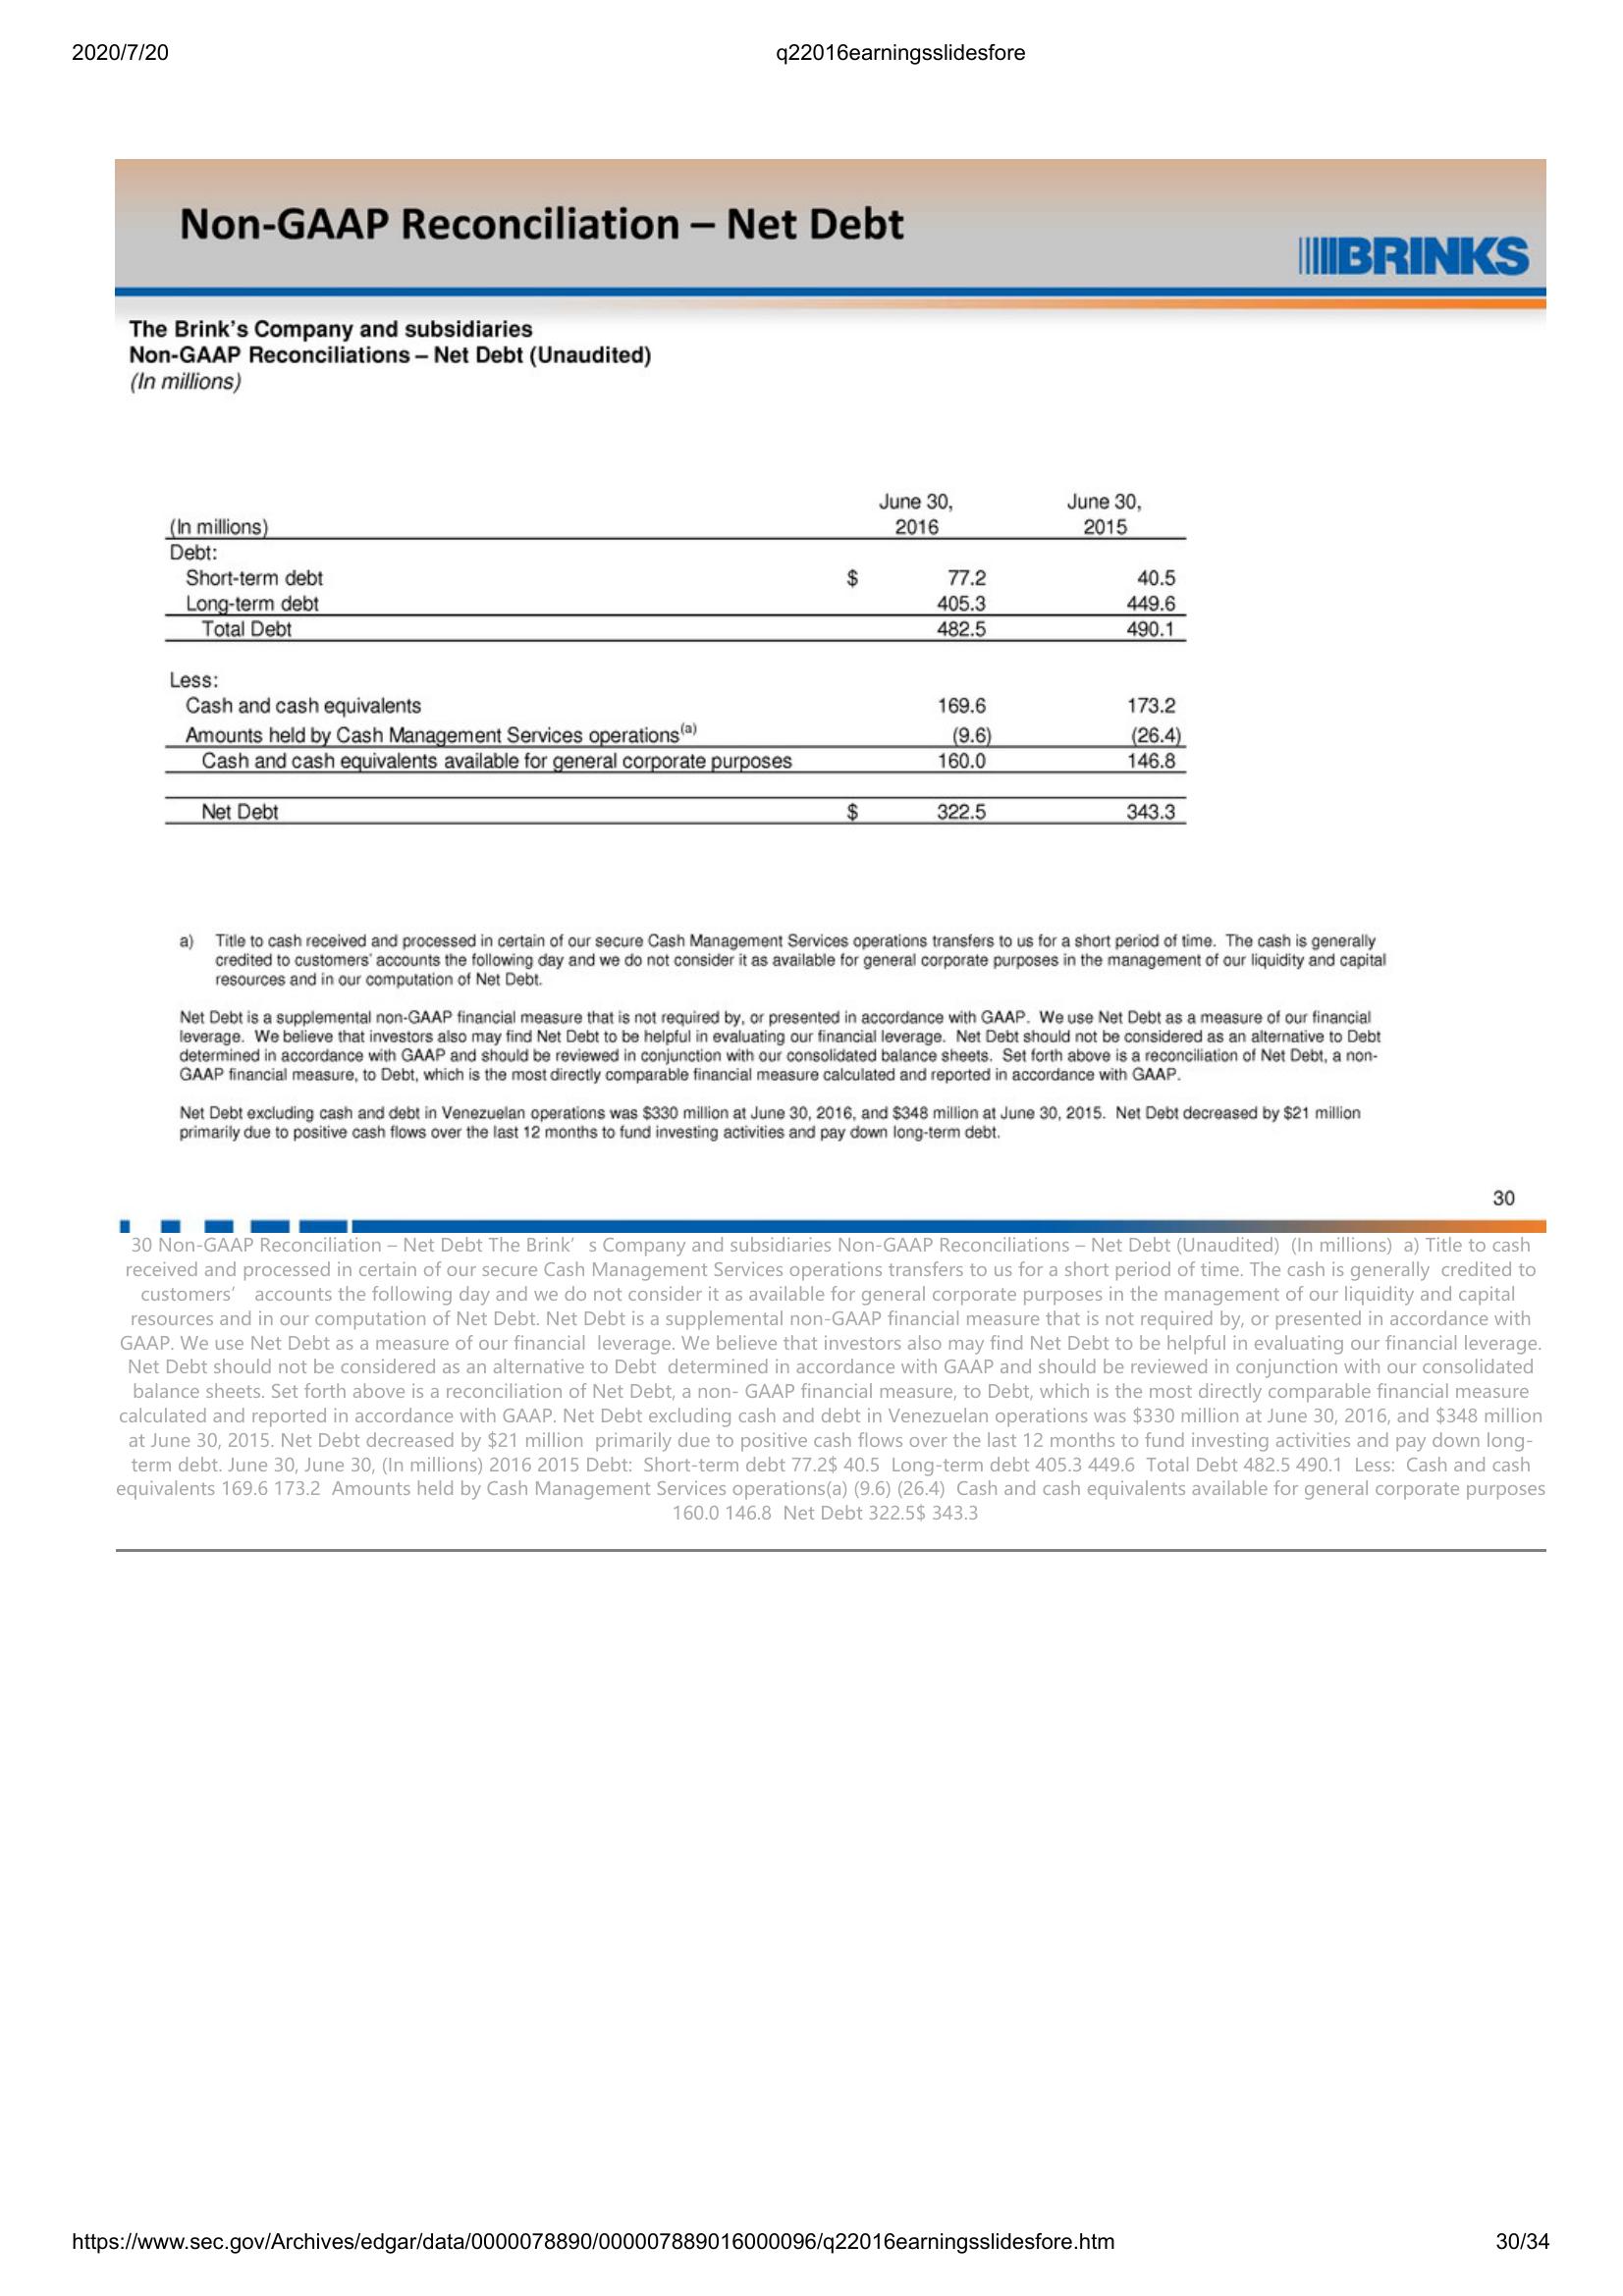 2020/7/20 q22016earningsslidesfore
Non-GAAP Reconciliation – Net Debt
BRINKS
The Brink's Company and subsidiaries
Non-GAAP Reconciliations – Net Debt (Unaudited)
(In millions)
June 30, June 30,
(In millions) 2016 2015
Debt:
Short-term debt $ 77.2 40.5
Long-term debt 405.3 449.6
Total Debt 482.5 490.1
Less:
Cash and cash equivalents 169.6 173.2
Amounts held by Cash Management Services operations(a) (9.6) (26.4)
Cash and cash equivalents available for general corporate purposes 160.0 146.8
Net Debt $ 322.5 343.3
a) Title to cash received and processed in certain of our secure Cash Management Services operations transfers to us for a short period of time. The cash is generally
credited to customers' accounts the following day and we do not consider it as available for general corporate purposes in the management of our liquidity and capital
resources and in our computation of Net Debt.
Net Debt is a supplemental non-GAAP financial measure that is not required by, or presented in accordance with GAAP. We use Net Debt as a measure of our financial
leverage. We believe that investors also may find Net Debt to be helpful in evaluating our financial leverage. Net Debt should not be considered as an alternative to Debt
determined in accordance with GAAP and should be reviewed in conjunction with our consolidated balance sheets. Set forth above is a reconciliation of Net Debt, a non-
GAAP financial measure, to Debt, which is the most directly comparable financial measure calculated and reported in accordance with GAAP.
Net Debt excluding cash and debt in Venezuelan operations was $330 million at June 30, 2016, and $348 million at June 30, 2015. Net Debt decreased by $21 million
primarily due to positive cash flows over the last 12 months to fund investing activities and pay down long-term debt.
30
30 Non-GAAP Reconciliation – Net Debt The Brink’ s Company and subsidiaries Non-GAAP Reconciliations – Net Debt (Unaudited) (In millions) a) Title to cash
received and processed in certain of our secure Cash Management Services operations transfers to us for a short period of time. The cash is generally credited to
customers’ accounts the following day and we do not consider it as available for general corporate purposes in the management of our liquidity and capital
resources and in our computation of Net Debt. Net Debt is a supplemental non-GAAP financial measure that is not required by, or presented in accordance with
GAAP. We use Net Debt as a measure of our financial leverage. We believe that investors also may find Net Debt to be helpful in evaluating our financial leverage.
Net Debt should not be considered as an alternative to Debt determined in accordance with GAAP and should be reviewed in conjunction with our consolidated
balance sheets. Set forth above is a reconciliation of Net Debt, a non- GAAP financial measure, to Debt, which is the most directly comparable financial measure
calculated and reported in accordance with GAAP. Net Debt excluding cash and debt in Venezuelan operations was $330 million at June 30, 2016, and $348 million
at June 30, 2015. Net Debt decreased by $21 million primarily due to positive cash flows over the last 12 months to fund investing activities and pay down long-
term debt. June 30, June 30, (In millions) 2016 2015 Debt: Short-term debt 77.2$ 40.5 Long-term debt 405.3 449.6 Total Debt 482.5 490.1 Less: Cash and cash
equivalents 169.6 173.2 Amounts held by Cash Management Services operations(a) (9.6) (26.4) Cash and cash equivalents available for general corporate purposes
160.0 146.8 Net Debt 322.5$ 343.3
https://www.sec.gov/Archives/edgar/data/0000078890/000007889016000096/q22016earningsslidesfore.htm 30/34